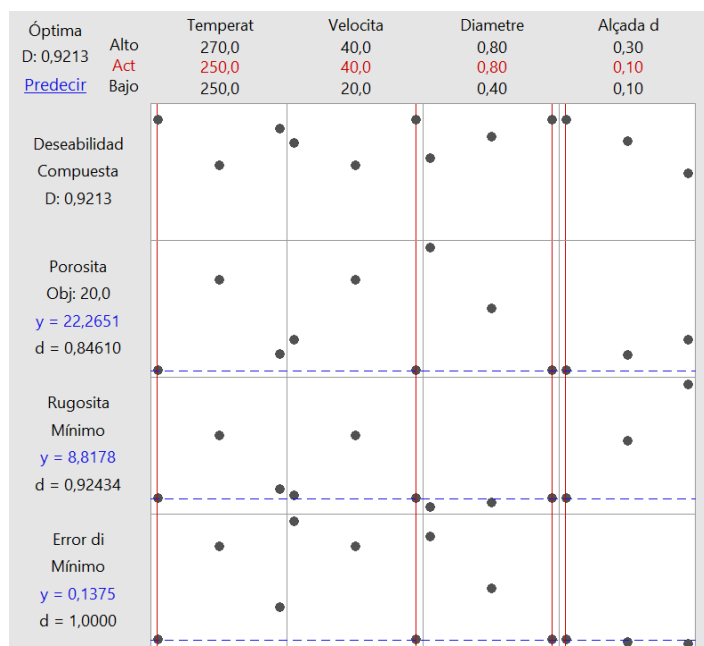 Óptima
D: 0,9213
Predecir
Alto
Act
Bajo
Temperat
270,0
250,0
250,0
Velocita
40,0
40,0
20,0
Diametre
0,80
0,80
0,40
Alçada d
0,30
0,10
0,10
Deseabilidad
Compuesta
D: 0,9213
Porosita
Obj: 20,0
y = 22,2651
d = 0,84610
Rugosita
Mínimo
y = 8,8178
d = 0,92434
Error di
Mínimo
y = 0,1375
d = 1,0000